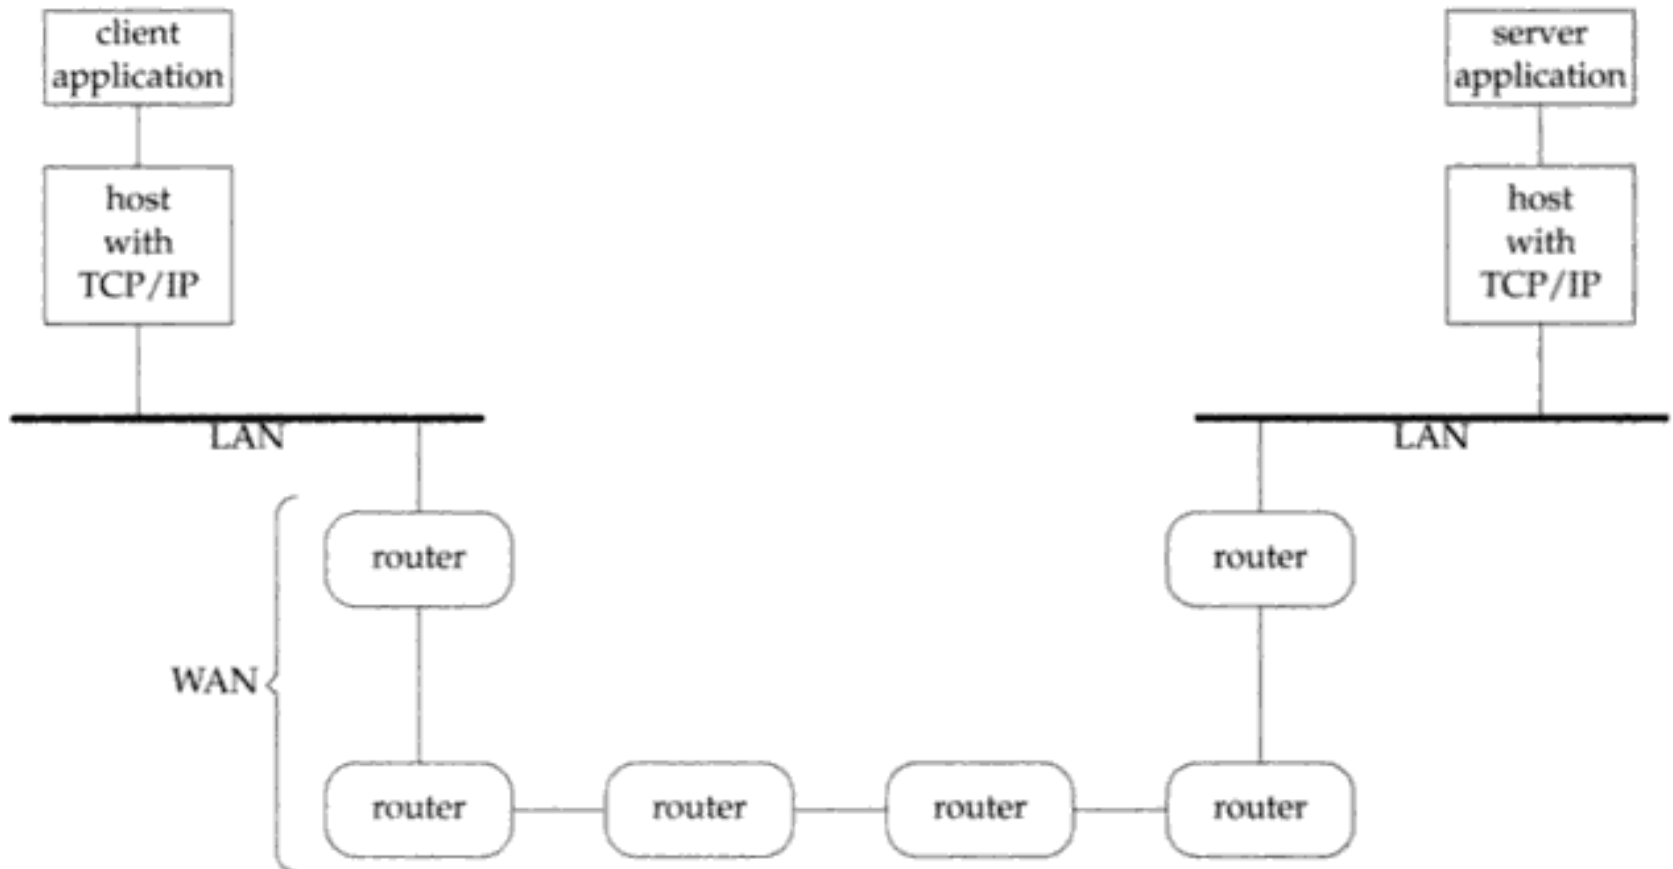 client
application
server
application
host
with
TCP/IP
host
with
TCP/IP
LAN
LAN
router
router
WAN
router
router
router
router